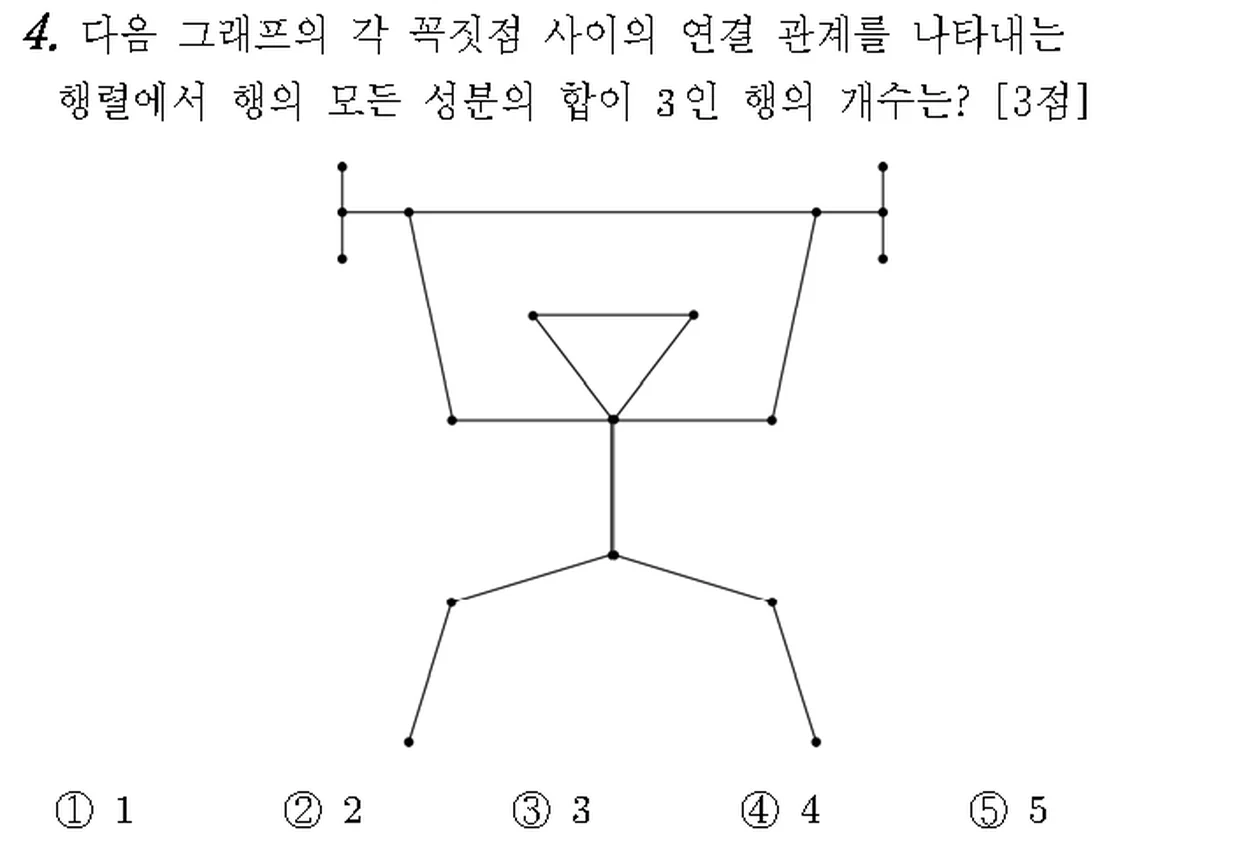 4. 다음 그래프의 각 꼭짓점 사이의 연결 관계를 나타내는
행렬에서 행의 모든 성분의 합이 3인 행의 개수는? [3점]
① 1 ② 2 ③ 3 ④ 4 ⑤ 5